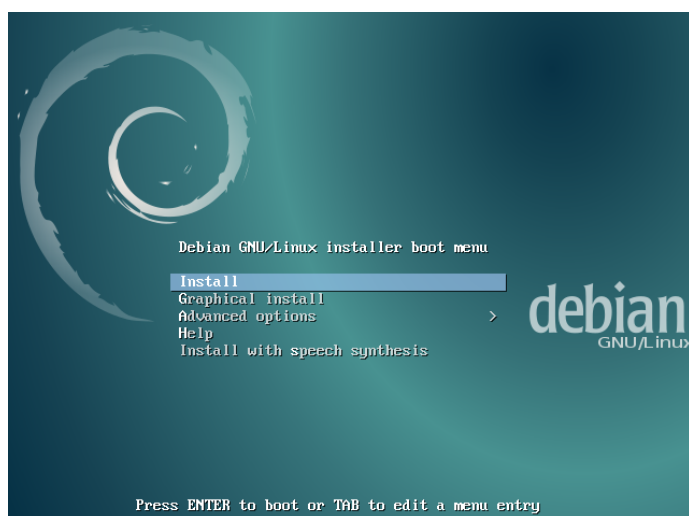 Debian GNU/Linux installer boot menu
Install
Graphical install
Advanced options >
Help
Install with speech synthesis
debian
GNU/Linux
Press ENTER to boot or TAB to edit a menu entry